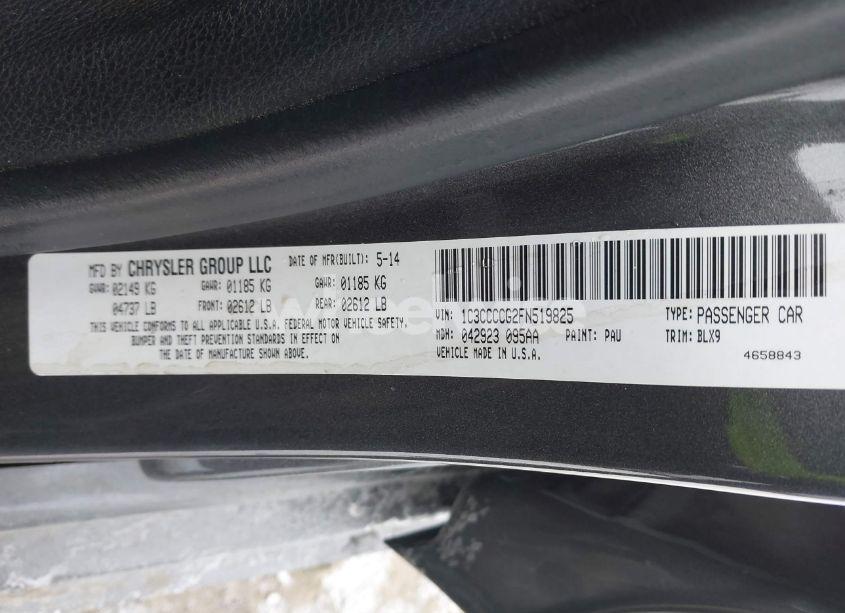 MFD BY CHRYSLER GROUP LLC DATE OF MFR(BUILT): 5-14
GVWR: 02149 KG GAWR: 01185 KG GAWR: 01185 KG
04737 LB FRONT: 02612 LB REAR: 02612 LB
THIS VEHICLE CONFORMS TO ALL APPLICABLE U.S.A. FEDERAL MOTOR VEHICLE SAFETY,
BUMPER AND THEFT PREVENTION STANDARDS IN EFFECT ON
THE DATE OF MANUFACTURE SHOWN ABOVE.
VIN: 1C3CCCCG2FN519825 TYPE: PASSENGER CAR
MDH: 042923 095AA PAINT: PAU TRIM: BLX9
VEHICLE MADE IN U.S.A. 4658843